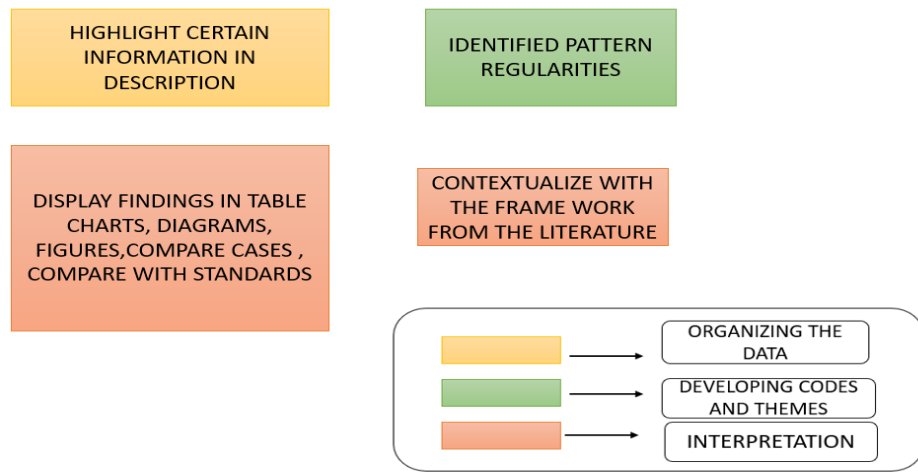 HIGHLIGHT CERTAIN
INFORMATION IN
DESCRIPTION
IDENTIFIED PATTERN
REGULARITIES
DISPLAY FINDINGS IN TABLE
CHARTS, DIAGRAMS,
FIGURES,COMPARE CASES ,
COMPARE WITH STANDARDS
CONTEXTUALIZE WITH
THE FRAME WORK
FROM THE LITERATURE
ORGANIZING THE
DATA
DEVELOPING CODES
AND THEMES
INTERPRETATION